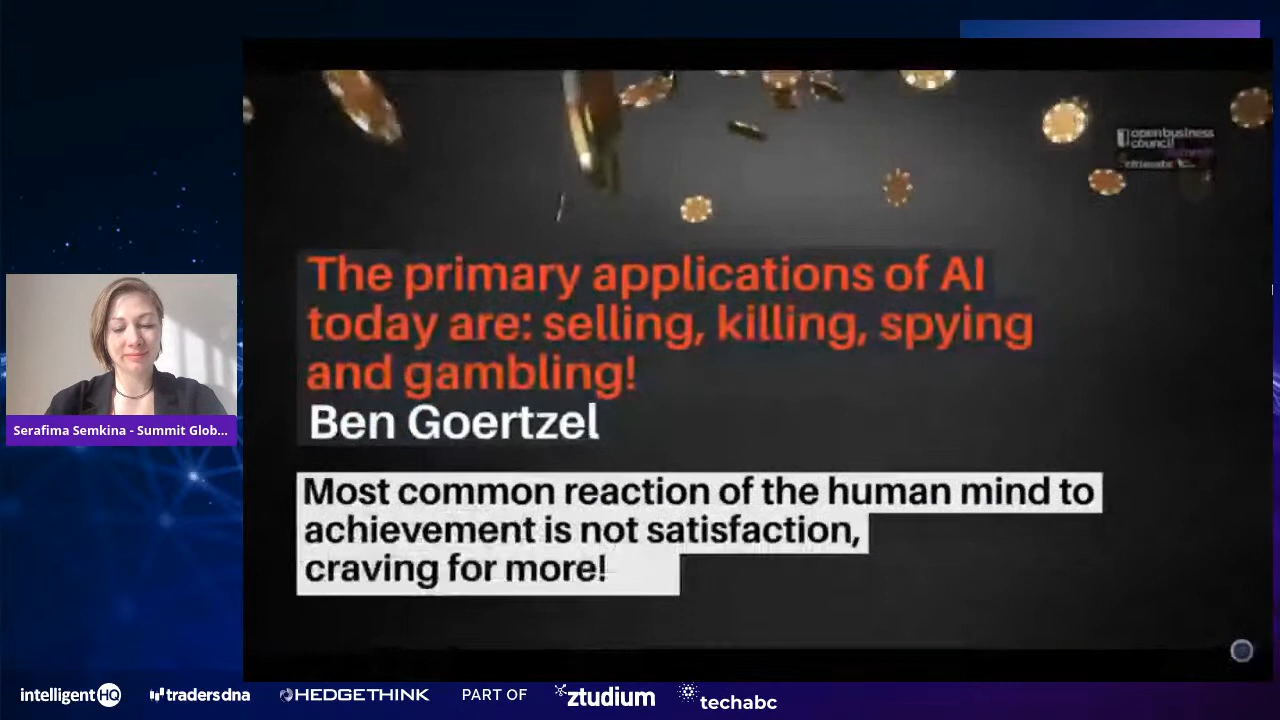 openbusiness
council
The primary applications of AI
today are: selling, killing, spying
and gambling!
Ben Goertzel
Most common reaction of the human mind to
achievement is not satisfaction,
craving for more!
Serafima Semkina - Summit Glob...
intelligentHQ
tradersdna
HEDGETHINK
PART OF
ztudium
techabc